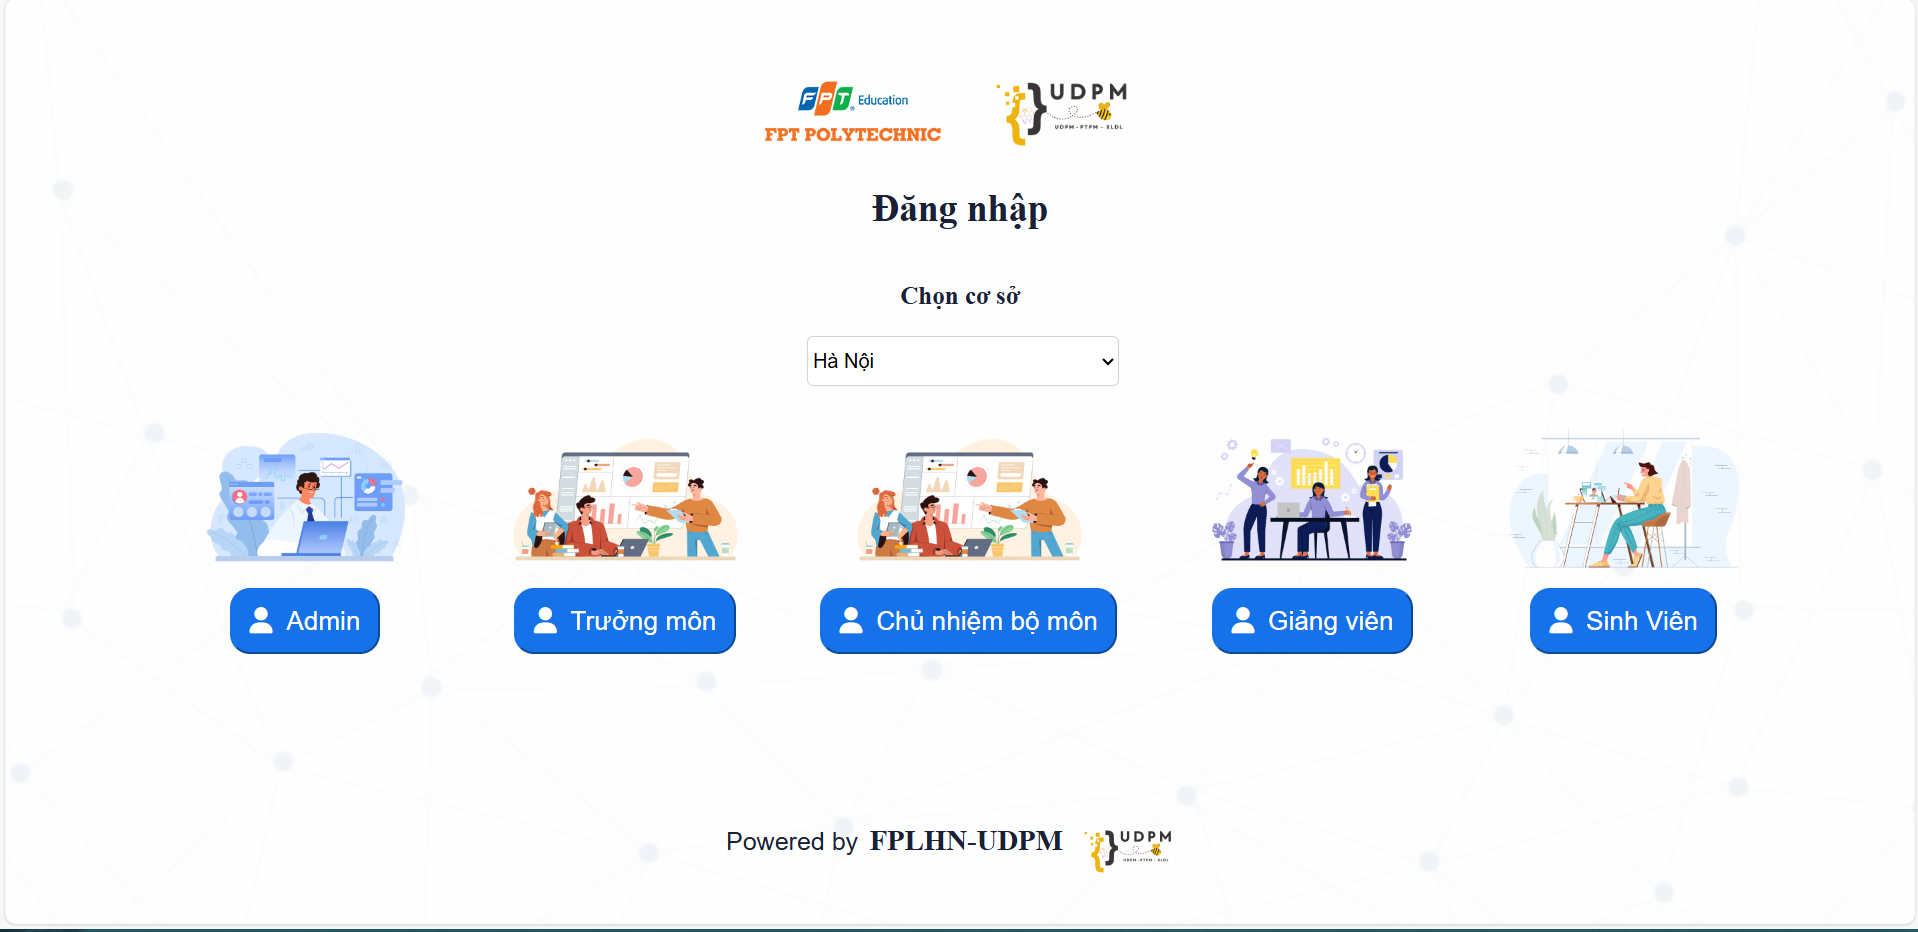 FPT Education
FPT POLYTECHNIC
UDPM
UDPM - PTPM - XLDL
Đăng nhập
Chọn cơ sở
Hà Nội
Admin
Trưởng môn
Chủ nhiệm bộ môn
Giảng viên
Sinh Viên
Powered by FPLHN-UDPM
UDPM
UDPM - PTPM - XLDL